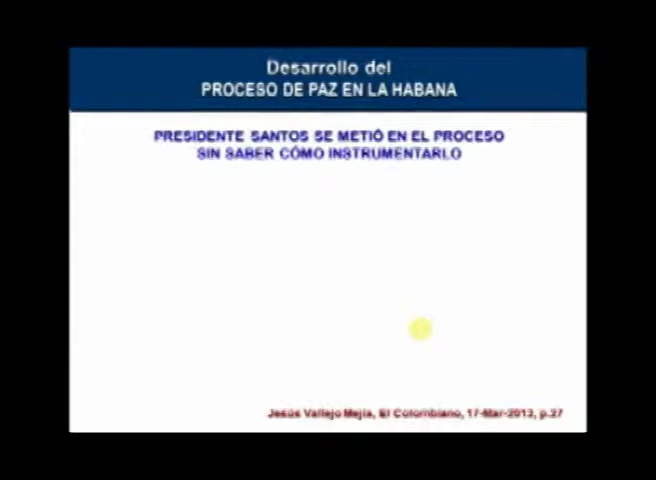 Desarrollo del
PROCESO DE PAZ EN LA HABANA
PRESIDENTE SANTOS SE METIÓ EN EL PROCESO
SIN SABER CÓMO INSTRUMENTARLO
Jesús Vallejo Mejía, El Colombiano, 17-Mar-2013, p.27